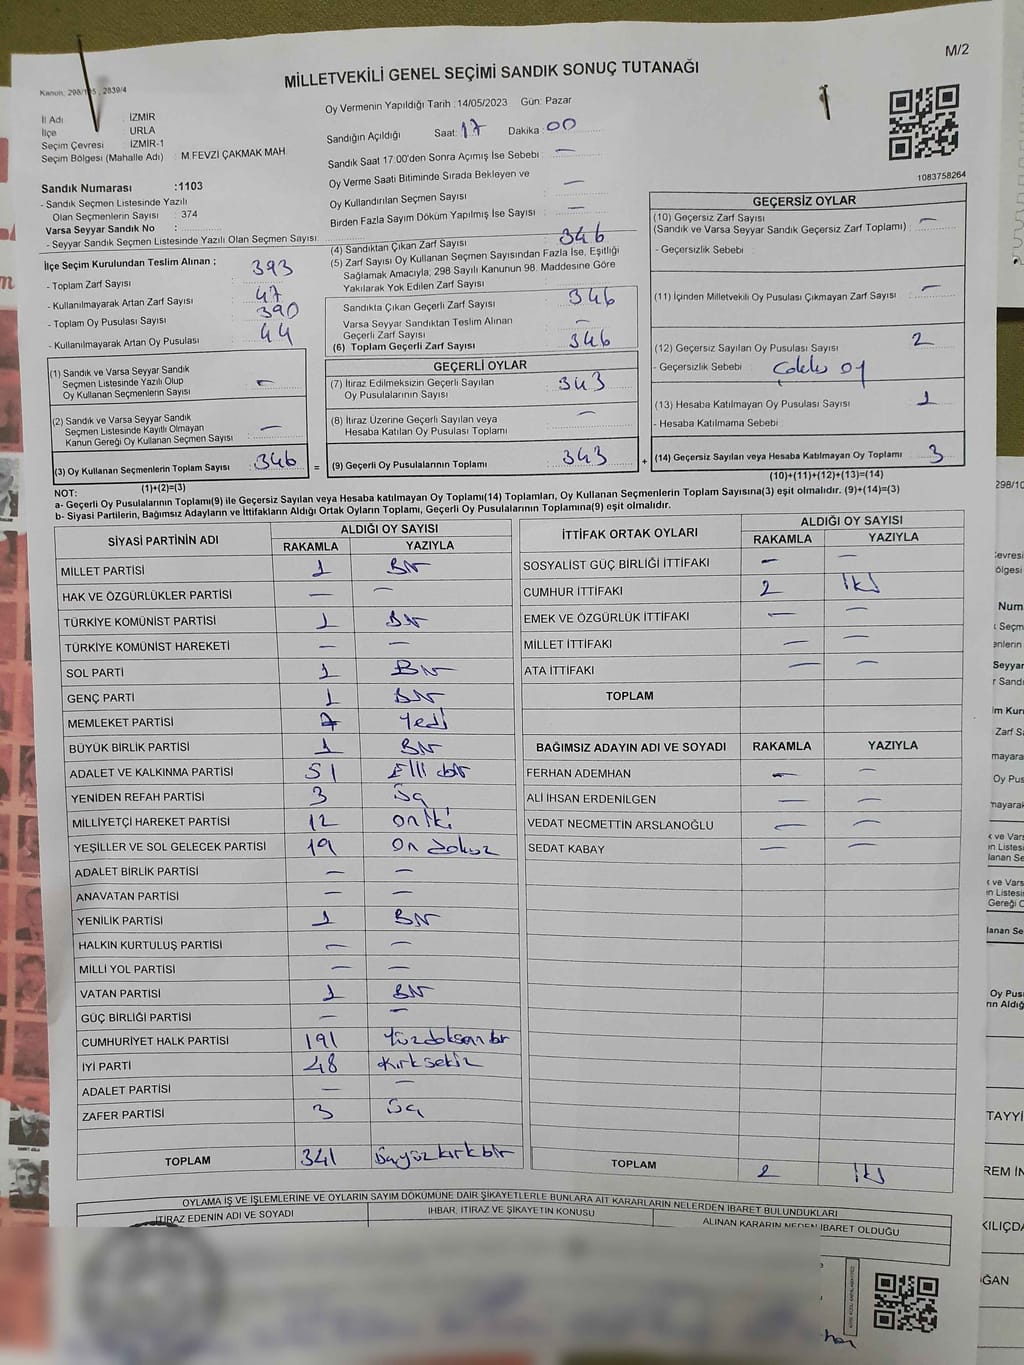 M/2
MİLLETVEKİLİ GENEL SEÇİMİ SANDIK SONUÇ TUTANAĞI
Kanun, 298/105, 2839/4
İl Adı : İZMİR
İlçe : URLA
Seçim Çevresi : İZMİR-1
Seçim Bölgesi (Mahalle Adı) : M FEVZİ ÇAKMAK MAH.
Sandık Numarası :1103
- Sandık Seçmen Listesinde Yazılı
Olan Seçmenlerin Sayısı : 374
Varsa Seyyar Sandık No :
- Seyyar Sandık Seçmen Listesinde Yazılı Olan Seçmen Sayısı:
Oy Vermenin Yapıldığı Tarih : 14/05/2023 Gün: Pazar
Sandığın Açıldığı Saat: 17 Dakika : 00
Sandık Saat 17:00'den Sonra Açımış İse Sebebi : —
Oy Verme Saati Bitiminde Sırada Bekleyen ve
Oy Kullandırılan Seçmen Sayısı : —
Birden Fazla Sayım Döküm Yapılmış İse Sayısı : —
1083758264
İlçe Seçim Kurulundan Teslim Alınan ;
- Toplam Zarf Sayısı : 393
- Kullanılmayarak Artan Zarf Sayısı : 47
- Toplam Oy Pusulası Sayısı : 390
- Kullanılmayarak Artan Oy Pusulası : 44
(4) Sandıktan Çıkan Zarf Sayısı : 346
(5) Zarf Sayısı Oy Kullanan Seçmen Sayısından Fazla İse, Eşitliği
Sağlamak Amacıyla, 298 Sayılı Kanunun 98. Maddesine Göre
Yakılarak Yok Edilen Zarf Sayısı :
Sandıkta Çıkan Geçerli Zarf Sayısı : 346
Varsa Seyyar Sandıktan Teslim Alınan
Geçerli Zarf Sayısı : —
(6) Toplam Geçerli Zarf Sayısı : 346
GEÇERSİZ OYLAR
(10) Geçersiz Zarf Sayısı
(Sandık ve Varsa Seyyar Sandık Geçersiz Zarf Toplamı) : —
- Geçersizlik Sebebi :
(11) İçinden Milletvekili Oy Pusulası Çıkmayan Zarf Sayısı : —
(12) Geçersiz Sayılan Oy Pusulası Sayısı : 2
- Geçersizlik Sebebi : oy
(13) Hesaba Katılmayan Oy Pusulası Sayısı : 1
- Hesaba Katılmama Sebebi
(14) Geçersiz Sayılan veya Hesaba Katılmayan Oy Toplamı : 3
(10)+(11)+(12)+(13)=(14)
(1) Sandık ve Varsa Seyyar Sandık
Seçmen Listesinde Yazılı Olup
Oy Kullanan Seçmenlerin Sayısı : —
(2) Sandık ve Varsa Seyyar Sandık
Seçmen Listesinde Kayıtlı Olmayan
Kanun Gereği Oy Kullanan Seçmen Sayısı : —
(3) Oy Kullanan Seçmenlerin Toplam Sayısı : 346 =
(1)+(2)=(3)
GEÇERLİ OYLAR
(7) İtiraz Edilmeksizin Geçerli Sayılan
Oy Pusulalarının Sayısı : 343
(8) İtiraz Üzerine Geçerli Sayılan veya
Hesaba Katılan Oy Pusulası Toplamı : —
(9) Geçerli Oy Pusulalarının Toplamı : 343 +
NOT:
a- Geçerli Oy Pusulalarının Toplamı(9) ile Geçersiz Sayılan veya Hesaba katılmayan Oy Toplamı(14) Toplamları, Oy Kullanan Seçmenlerin Toplam Sayısına(3) eşit olmalıdır. (9)+(14)=(3)
b- Siyasi Partilerin, Bağımsız Adayların ve İttifakların Aldığı Ortak Oyların Toplamı, Geçerli Oy Pusulalarının Toplamına(9) eşit olmalıdır.
SİYASİ PARTİNİN ADI ALDIĞI OY SAYISI
RAKAMLA YAZIYLA
MİLLET PARTİSİ 1 Bir
HAK VE ÖZGÜRLÜKLER PARTİSİ — —
TÜRKİYE KOMÜNİST PARTİSİ 1 Bir
TÜRKİYE KOMÜNİST HAREKETİ — —
SOL PARTİ 1 Bir
GENÇ PARTİ 1 Bir
MEMLEKET PARTİSİ 7 Yedi
BÜYÜK BİRLİK PARTİSİ 1 Bir
ADALET VE KALKINMA PARTİSİ 51 Elli bir
YENİDEN REFAH PARTİSİ 3 Üç
MİLLİYETÇİ HAREKET PARTİSİ 12 On iki
YEŞİLLER VE SOL GELECEK PARTİSİ 19 On dokuz
ADALET BİRLİK PARTİSİ — —
ANAVATAN PARTİSİ — —
YENİLİK PARTİSİ 1 Bir
HALKIN KURTULUŞ PARTİSİ — —
MİLLİ YOL PARTİSİ — —
VATAN PARTİSİ 1 Bir
GÜÇ BİRLİĞİ PARTİSİ — —
CUMHURİYET HALK PARTİSİ 191 Yüzdoksan bir
İYİ PARTİ 48 Kırksekiz
ADALET PARTİSİ — —
ZAFER PARTİSİ 3 Üç
TOPLAM 341 Üçyüzkırkbir
İTTİFAK ORTAK OYLARI ALDIĞI OY SAYISI
RAKAMLA YAZIYLA
SOSYALİST GÜÇ BİRLİĞİ İTTİFAKI — —
CUMHUR İTTİFAKI 2 İki
EMEK VE ÖZGÜRLÜK İTTİFAKI — —
MİLLET İTTİFAKI — —
ATA İTTİFAKI — —
TOPLAM
BAĞIMSIZ ADAYIN ADI VE SOYADI RAKAMLA YAZIYLA
FERHAN ADEMHAN — —
ALİ İHSAN ERDENİLGEN — —
VEDAT NECMETTİN ARSLANOĞLU — —
SEDAT KABAY — —
TOPLAM 2 İki
OYLAMA İŞ VE İŞLEMLERİNE VE OYLARIN SAYIM DÖKÜMÜNE DAİR ŞİKAYETLERLE BUNLARA AİT KARARLARIN NELERDEN İBARET BULUNDUKLARI
İTİRAZ EDENİN ADI VE SOYADI İHBAR, İTİRAZ VE ŞİKAYETİN KONUSU ALINAN KARARIN NEDEN İBARET OLDUĞU